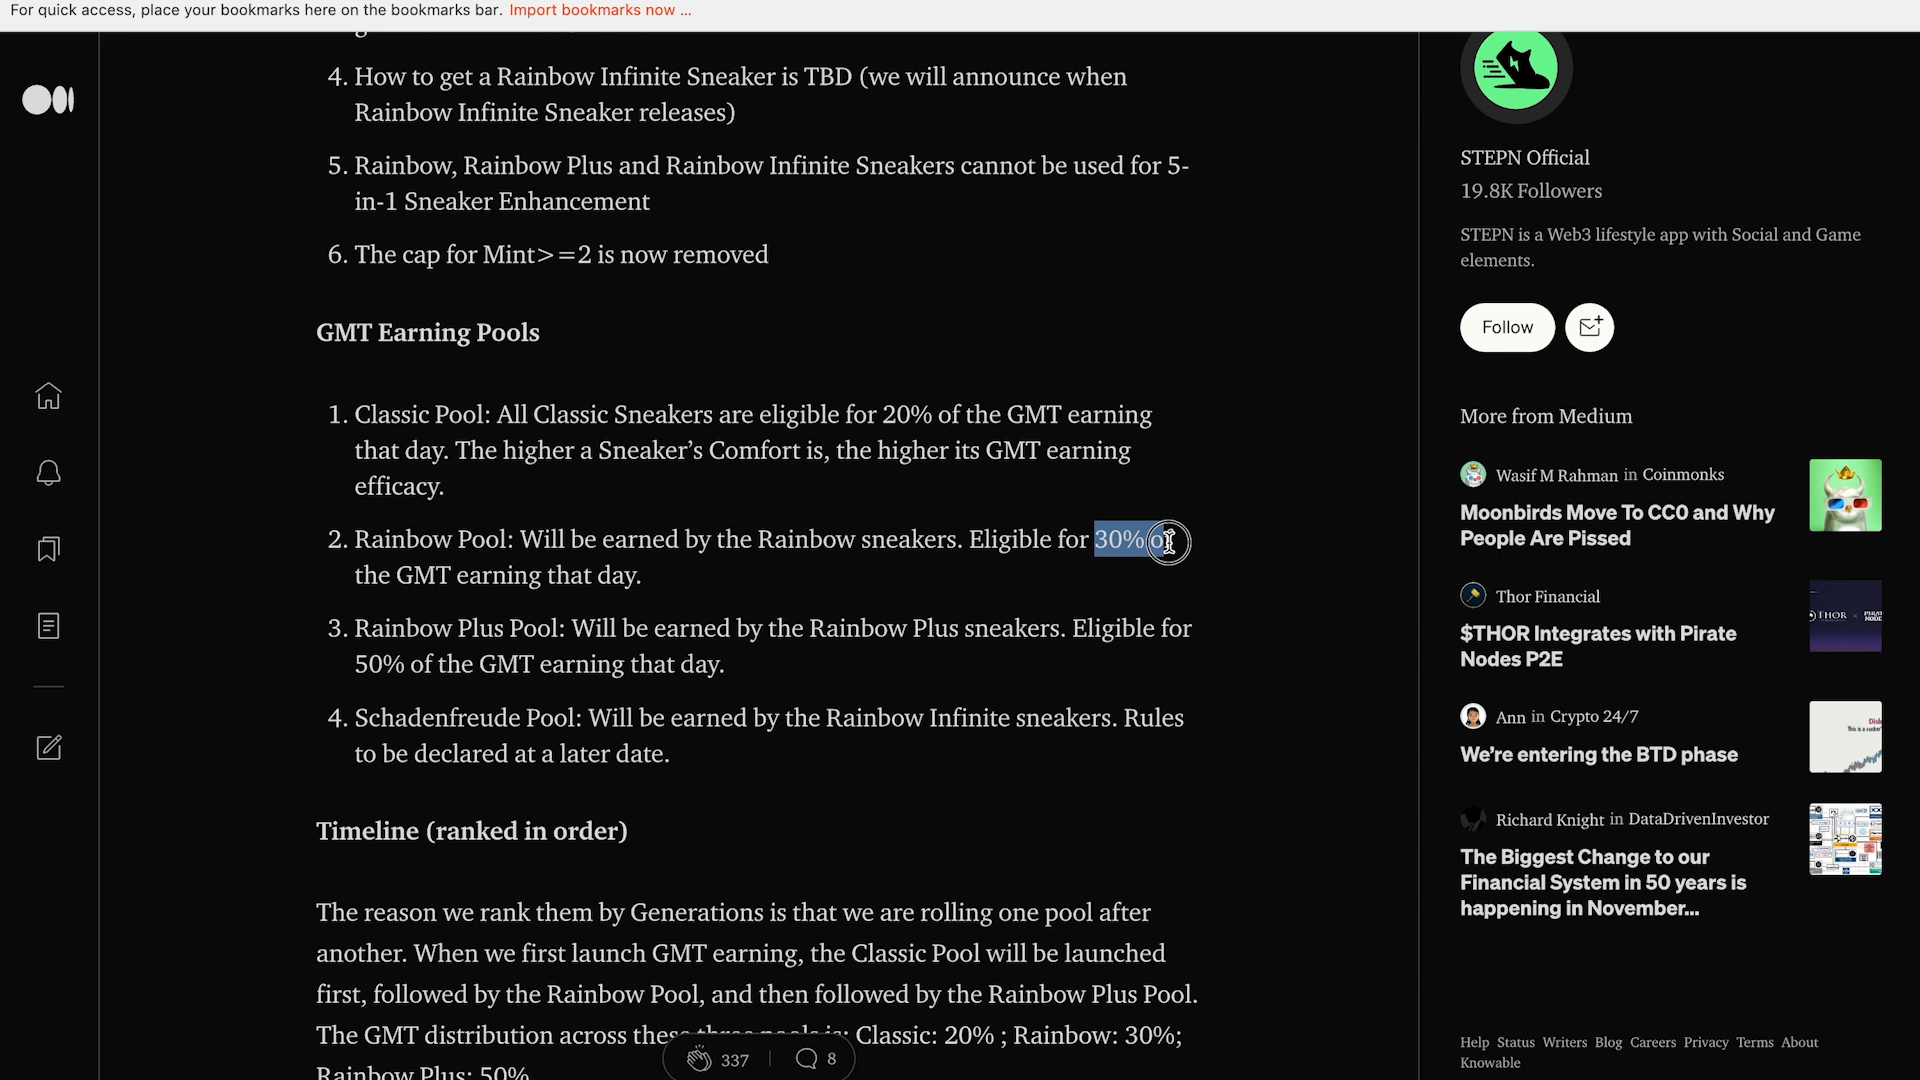 For quick access, place your bookmarks here on the bookmarks bar. Import bookmarks now ...
4. How to get a Rainbow Infinite Sneaker is TBD (we will announce when
Rainbow Infinite Sneaker releases)
5. Rainbow, Rainbow Plus and Rainbow Infinite Sneakers cannot be used for 5-
in-1 Sneaker Enhancement
6. The cap for Mint>=2 is now removed
GMT Earning Pools
1. Classic Pool: All Classic Sneakers are eligible for 20% of the GMT earning
that day. The higher a Sneaker’s Comfort is, the higher its GMT earning
efficacy.
2. Rainbow Pool: Will be earned by the Rainbow sneakers. Eligible for 30% of
the GMT earning that day.
3. Rainbow Plus Pool: Will be earned by the Rainbow Plus sneakers. Eligible for
50% of the GMT earning that day.
4. Schadenfreude Pool: Will be earned by the Rainbow Infinite sneakers. Rules
to be declared at a later date.
Timeline (ranked in order)
The reason we rank them by Generations is that we are rolling one pool after
another. When we first launch GMT earning, the Classic Pool will be launched
first, followed by the Rainbow Pool, and then followed by the Rainbow Plus Pool.
The GMT distribution across these three pools is: Classic: 20% ; Rainbow: 30%;
Rainbow Plus: 50%
337
8
STEPN Official
19.8K Followers
STEPN is a Web3 lifestyle app with Social and Game
elements.
Follow
More from Medium
Wasif M Rahman in Coinmonks
Moonbirds Move To CC0 and Why
People Are Pissed
Thor Financial
$THOR Integrates with Pirate
Nodes P2E
THOR
Ann in Crypto 24/7
We’re entering the BTD phase
Richard Knight in DataDrivenInvestor
The Biggest Change to our
Financial System in 50 years is
happening in November...
Help Status Writers Blog Careers Privacy Terms About
Knowable